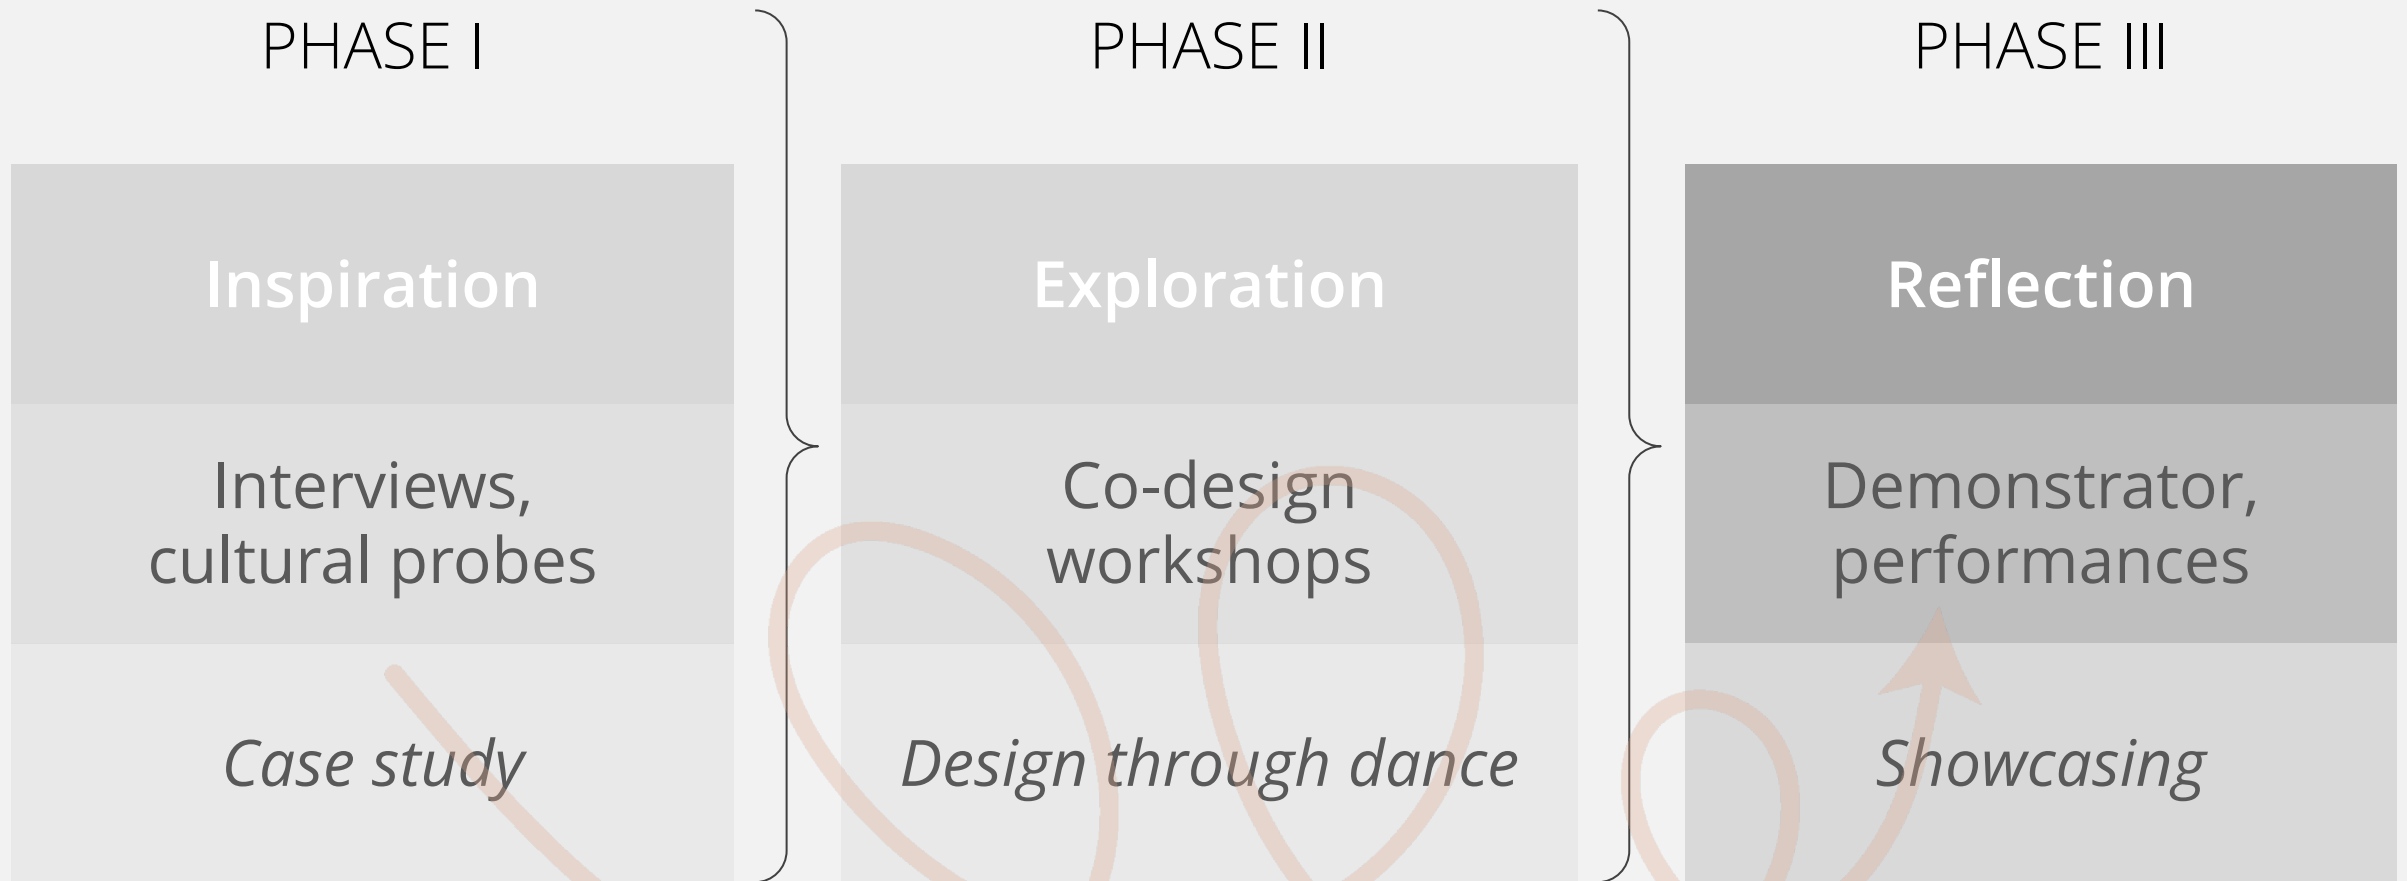 PHASE I
PHASE II
PHASE III
Inspiration
Exploration
Reflection
Interviews,
cultural probes
Co-design
workshops
Demonstrator,
performances
Case study
Design through dance
Showcasing